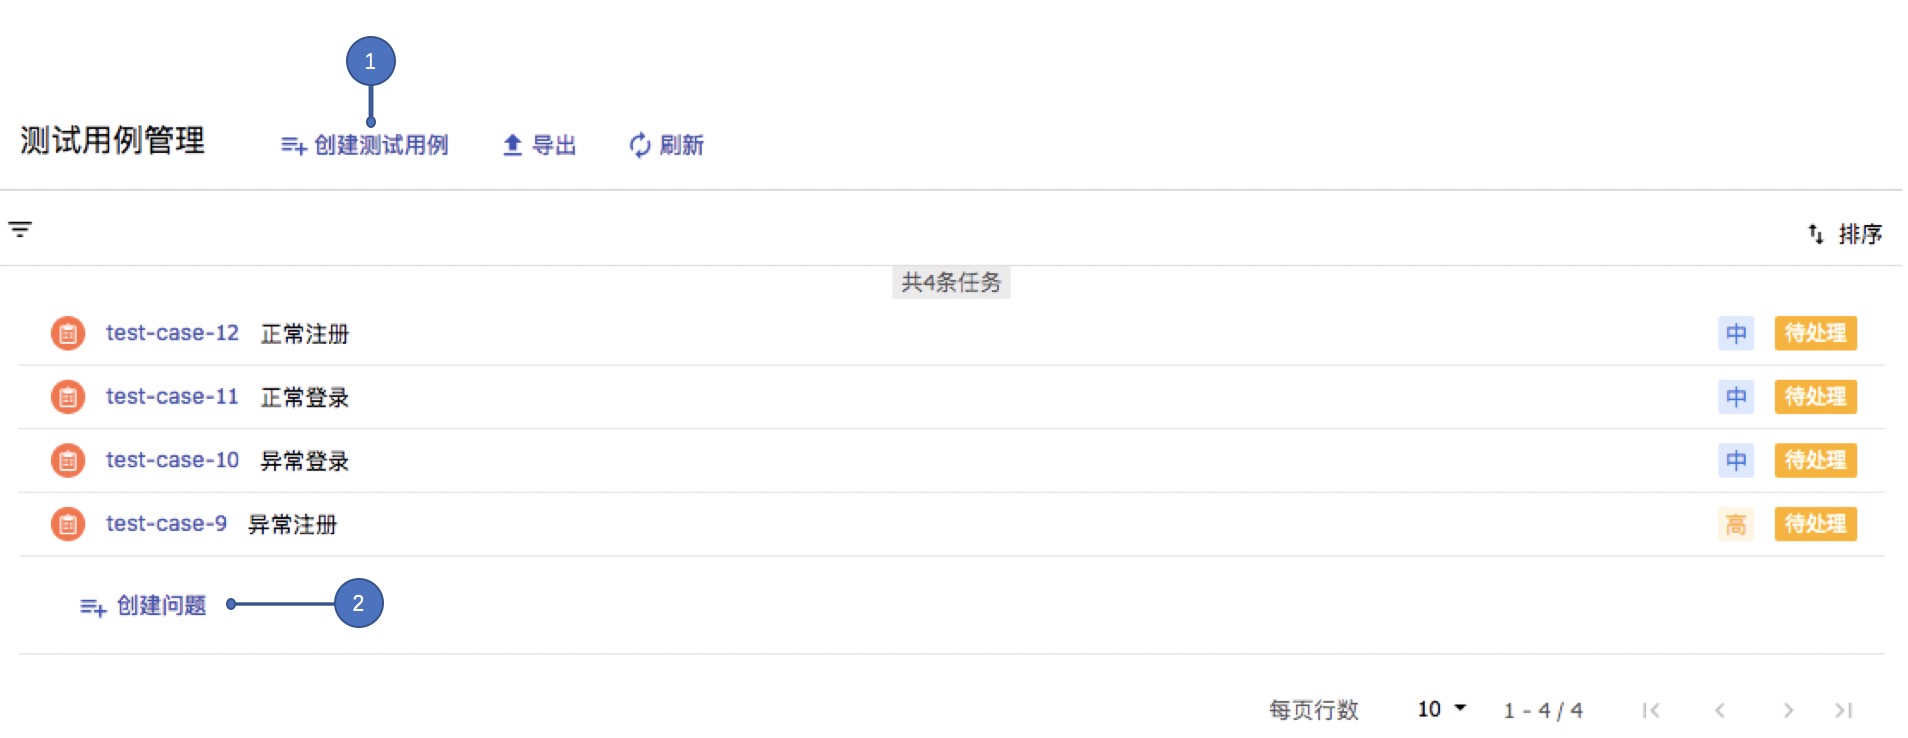 1
测试用例管理 创建测试用例 导出 刷新
排序
共4条任务
test-case-12 正常注册 中 待处理
test-case-11 正常登录 中 待处理
test-case-10 异常登录 中 待处理
test-case-9 异常注册 高 待处理
创建问题 2
每页行数 10 1 - 4 / 4